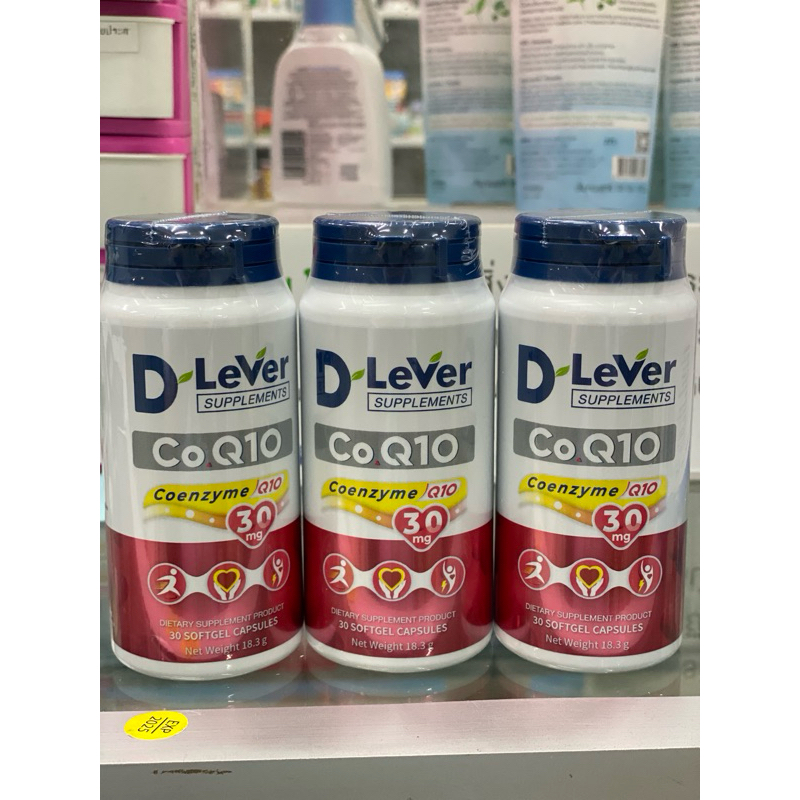 D-LeVer
SUPPLEMENTS
CoQ10
Coenzyme Q10
30
mg
DIETARY SUPPLEMENT PRODUCT
30 SOFTGEL CAPSULES
Net Weight 18.3 g
D-LeVer
SUPPLEMENTS
CoQ10
Coenzyme Q10
30
mg
DIETARY SUPPLEMENT PRODUCT
30 SOFTGEL CAPSULES
Net Weight 18.3 g
D-LeVer
SUPPLEMENTS
CoQ10
Coenzyme Q10
30
mg
DIETARY SUPPLEMENT PRODUCT
30 SOFTGEL CAPSULES
Net Weight 18.3 g
EXP
2025